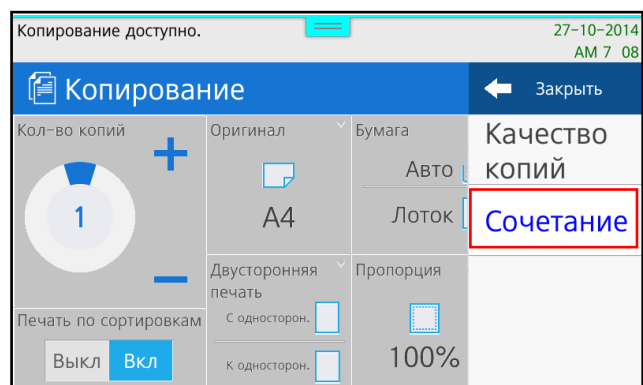 Копирование доступно.
27-10-2014
AM 7 08
Копирование
Закрыть
Кол-во копий
1
Оригинал
A4
Бумага
Авто
Лоток
Качество
копий
Сочетание
Двусторонняя
печать
С односторон.
К односторон.
Пропорция
100%
Печать по сортировкам
Выкл Вкл